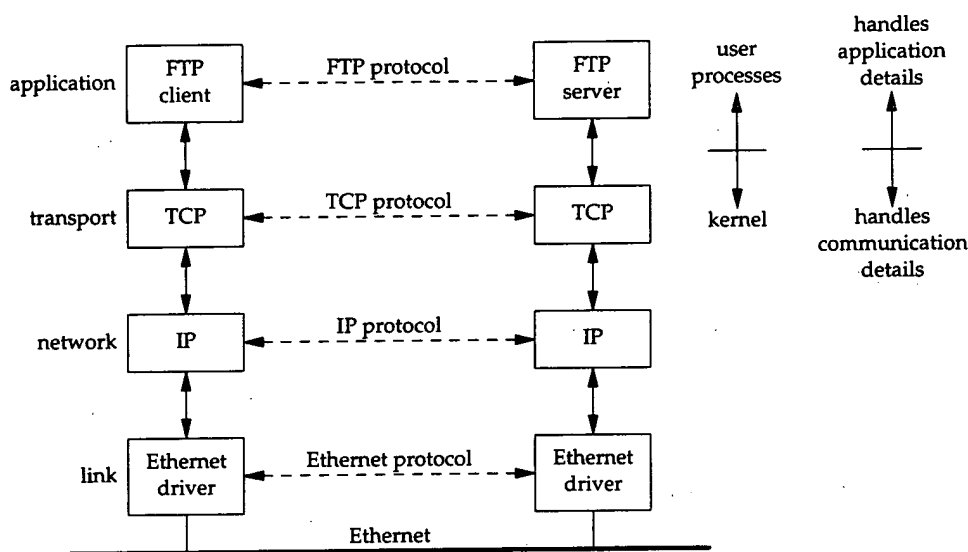 application
FTP
client
FTP protocol
FTP
server
user
processes
handles
application
details
transport
TCP
TCP protocol
TCP
kernel
handles
communication
details
network
IP
IP protocol
IP
link
Ethernet
driver
Ethernet protocol
Ethernet
driver
Ethernet